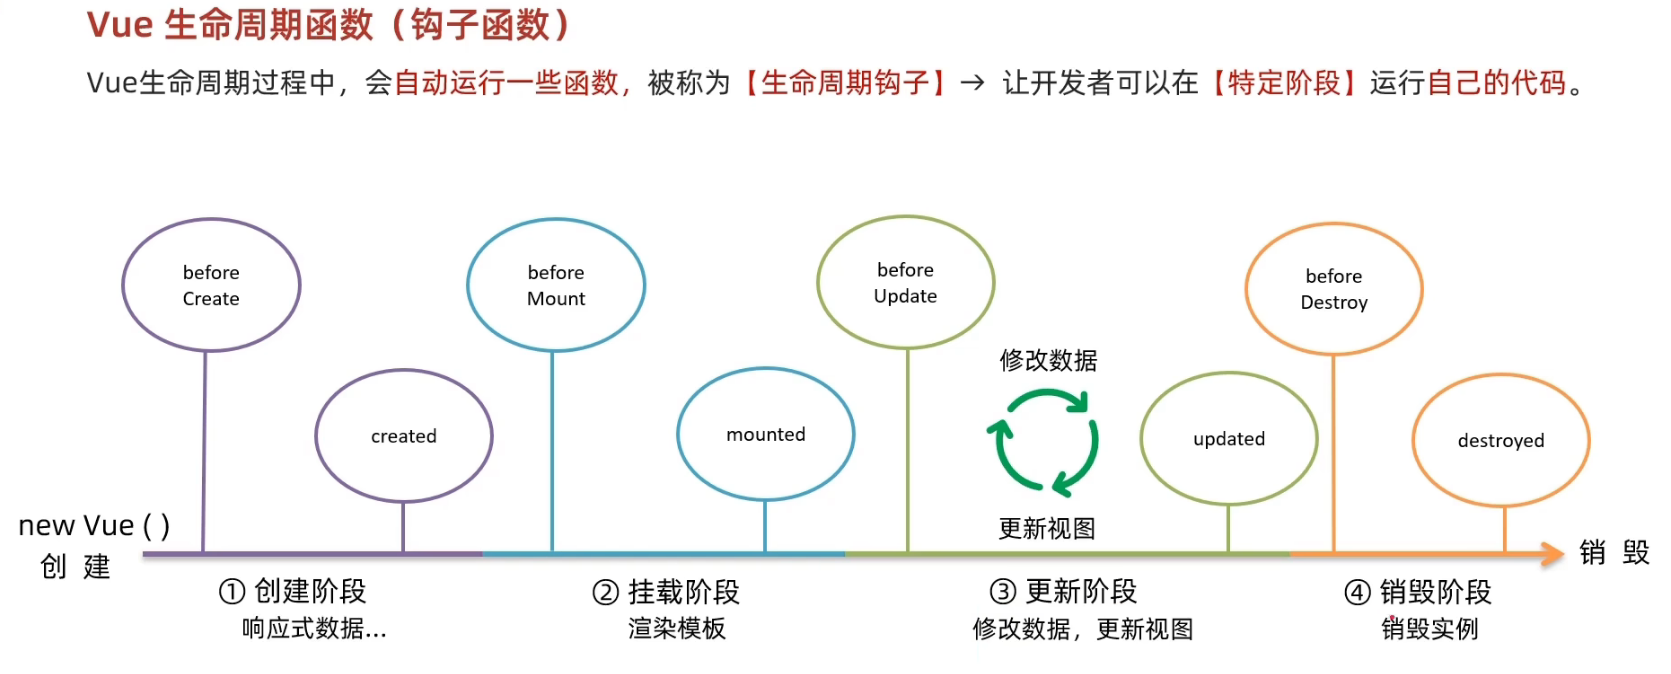 Vue 生命周期函数（钩子函数）
Vue生命周期过程中，会自动运行一些函数，被称为【生命周期钩子】→ 让开发者可以在【特定阶段】运行自己的代码。
before
Create
before
Mount
before
Update
before
Destroy
修改数据
created
mounted
updated
destroyed
更新视图
new Vue ( )
创 建
销 毁
① 创建阶段
响应式数据...
② 挂载阶段
渲染模板
③ 更新阶段
修改数据，更新视图
④ 销毁阶段
销毁实例